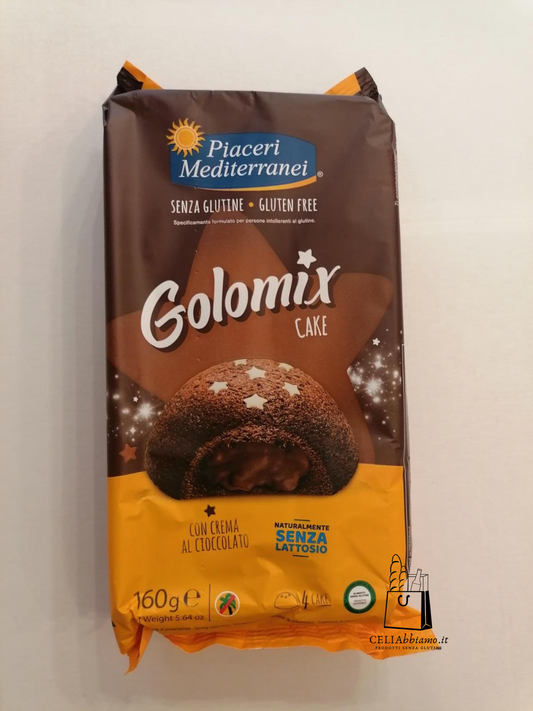 Piaceri
Mediterranei®
SENZA GLUTINE • GLUTEN FREE
Specificamente formulato per persone intolleranti al glutine.
Golomix
CAKE
CON CREMA
AL CIOCCOLATO
NATURALMENTE
SENZA
LATTOSIO
160g e
Weight 5.64 oz
4 CAKE
CELIAbbiamo.it
PRODOTTI SENZA GLUTINE